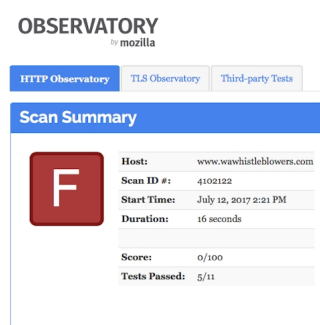 OBSERVATORY
by mozilla
HTTP Observatory TLS Observatory Third-party Tests
Scan Summary
F
Host: www.wawhistleblowers.com
Scan ID #: 4102122
Start Time: July 12, 2017 2:21 PM
Duration: 16 seconds
Score: 0/100
Tests Passed: 5/11